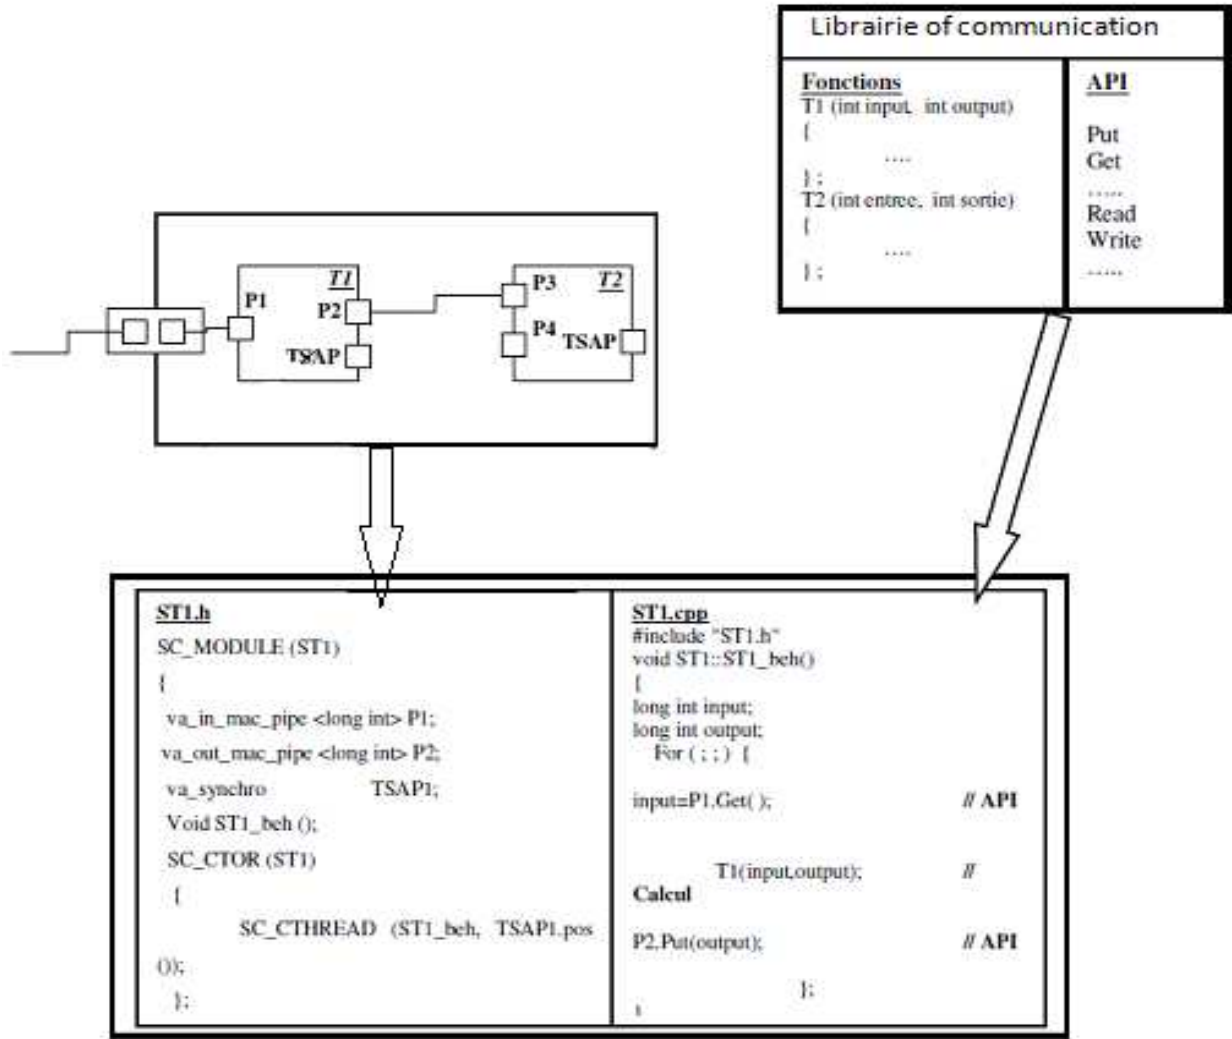 Librairie of communication
Fonctions
T1 (int input, int output)
{
....
} ;
T2 (int entree, int sortie)
{
....
} ;
API
Put
Get
.....
Read
Write
.....
P1
T1
P2
TSAP
P3
T2
P4
TSAP
ST1.h
SC_MODULE (ST1)
{
va_in_mac_pipe <long int> P1;
va_out_mac_pipe <long int> P2;
va_synchro TSAP1;
Void ST1_beh ();
SC_CTOR (ST1)
{
SC_CTHREAD (ST1_beh, TSAP1.pos
());
};
ST1.cpp
#include "ST1.h"
void ST1::ST1_beh()
{
long int input;
long int output;
For ( ; ; ) {
input=P1.Get( ); // API
T1(input,output); //
Calcul
P2.Put(output); // API
};
}